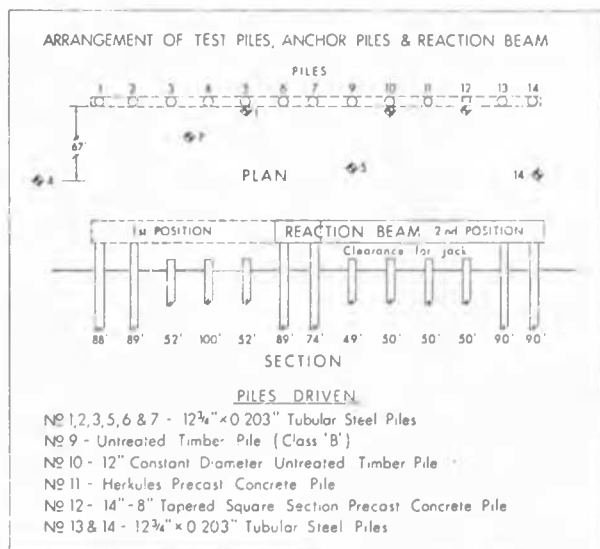 ARRANGEMENT OF TEST PILES, ANCHOR PILES & REACTION BEAM
PILES
1 2 3 4 5 6 7 9 10 11 12 13 14
67'
PLAN
1
5
14
1st POSITION REACTION BEAM 2nd POSITION
Clearance for jack
88' 89' 52' 100' 52' 89' 74' 49' 50' 50' 50' 90' 90'
SECTION
PILES DRIVEN
Nº 1,2,3,5,6 & 7 - 12¾" × 0 203" Tubular Steel Piles
Nº 9 - Untreated Timber Pile (Class 'B')
Nº 10 - 12" Constant Diameter Untreated Timber Pile
Nº 11 - Herkules Precast Concrete Pile
Nº 12 - 14"-8" Tapered Square Section Precast Concrete Pile
Nº 13 & 14 - 12¾" × 0 203" Tubular Steel Piles